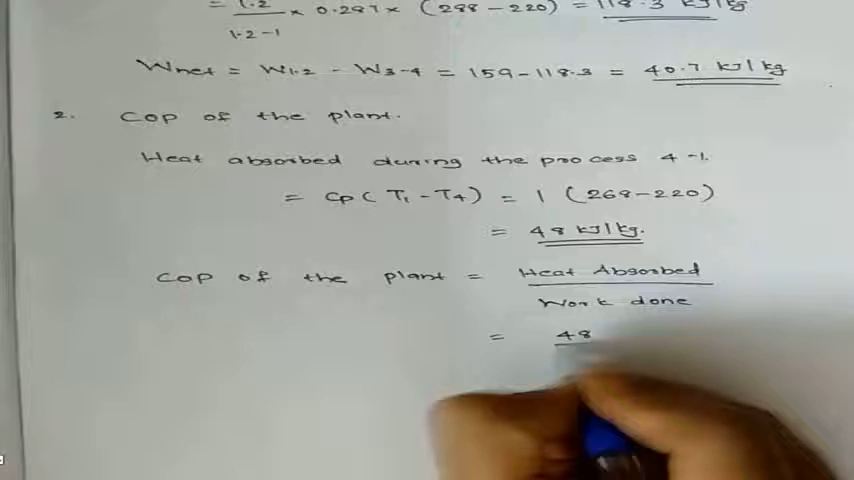 = 1.2 × 0.287 × (298 - 220) = 118.3 kJ/kg
1.2-1
Wnet = W1-2 - W3-4 = 159 - 118.3 = 40.7 kJ/kg
2. COP of the plant.
Heat absorbed during the process 4-1.
= Cp (T1 - T4) = 1 (268 - 220)
= 48 kJ/kg.
COP of the plant = Heat Absorbed
Work done
= 48